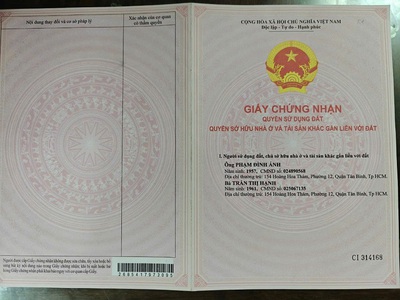 Nội dung thay đổi và cơ sở pháp lý
Xác nhận của cơ quan
có thẩm quyền
CỘNG HÒA XÃ HỘI CHỦ NGHĨA VIỆT NAM
Độc lập - Tự do - Hạnh phúc
GIẤY CHỨNG NHẬN
QUYỀN SỬ DỤNG ĐẤT
QUYỀN SỞ HỮU NHÀ Ở VÀ TÀI SẢN KHÁC GẮN LIỀN VỚI ĐẤT
I. Người sử dụng đất, chủ sở hữu nhà ở và tài sản khác gắn liền với đất
Ông PHẠM ĐÌNH ÁNH
Năm sinh: 1957, CMND số: 024890568
Địa chỉ thường trú: 154 Hoàng Hoa Thám, Phường 12, Quận Tân Bình, Tp HCM.
Bà TRẦN THỊ HẠNH
Năm sinh: 1961, CMND số: 025067135
Địa chỉ thường trú: 154 Hoàng Hoa Thám, Phường 12, Quận Tân Bình, Tp HCM.
CI 314168